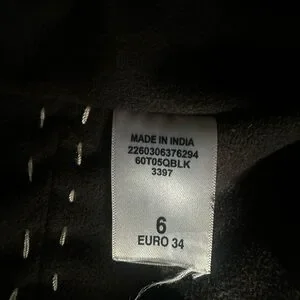 MADE IN INDIA
2260306376294
60T05QBLK
3397
6
EURO 34